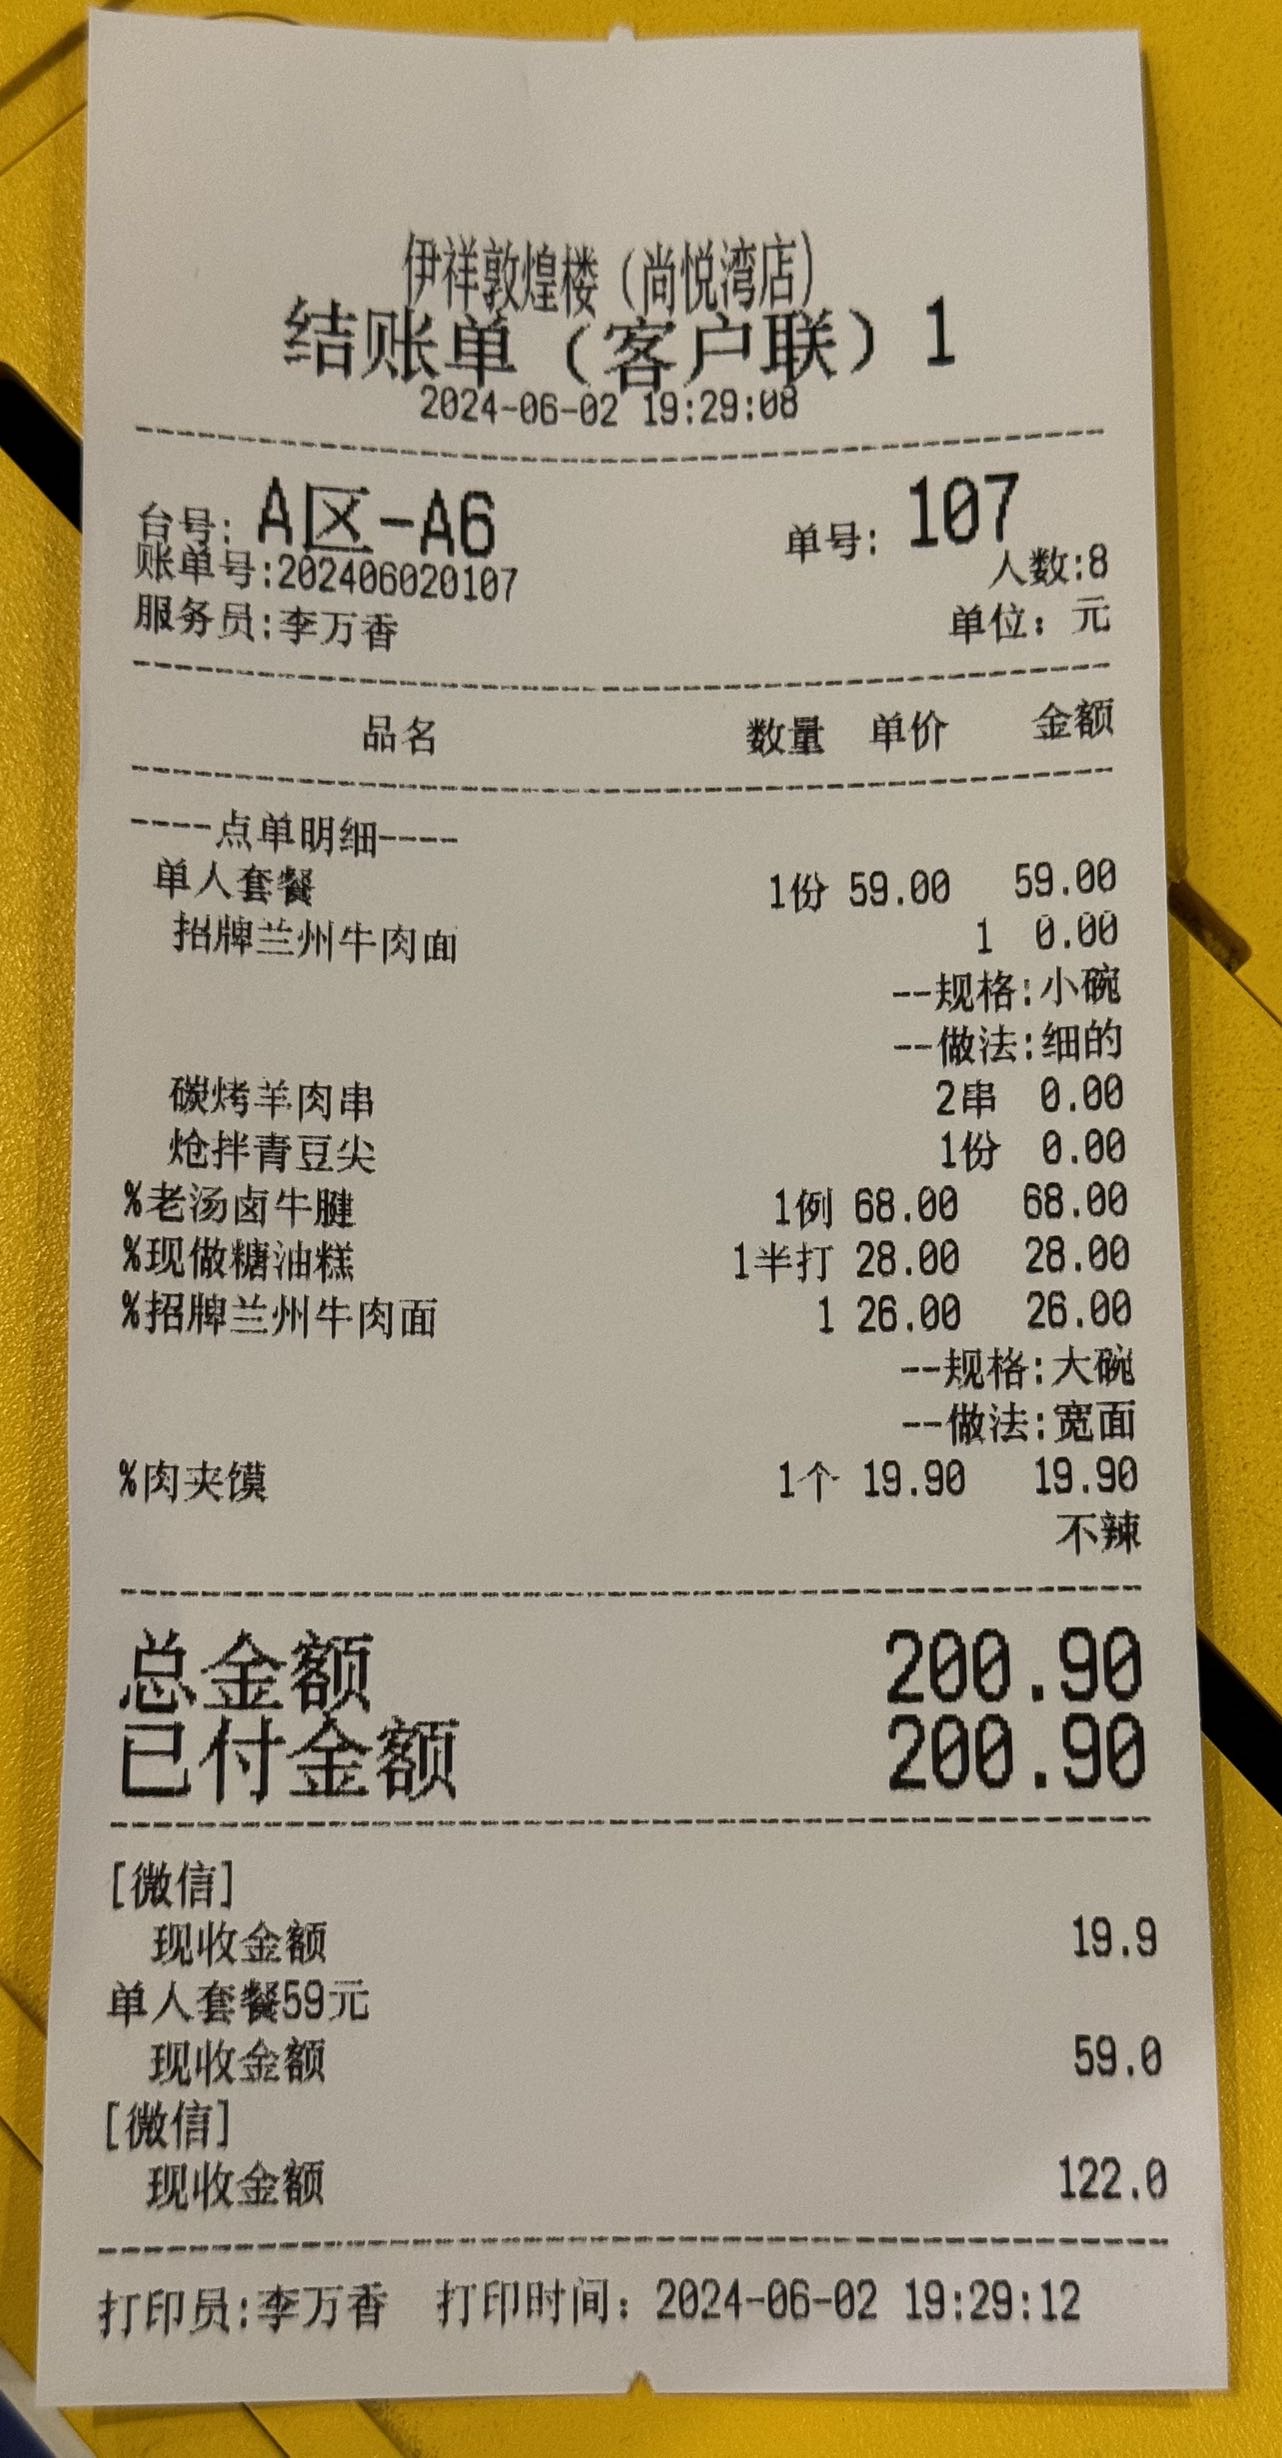 伊祥敦煌楼（尚悦湾店）
结账单（客户联）1
2024-06-02 19:29:08
台号: A区-A6 单号: 107
账单号:202406020107 人数:8
服务员:李万香 单位：元
品名 数量 单价 金额
----点单明细----
单人套餐 1份 59.00 59.00
招牌兰州牛肉面 1 0.00
--规格:小碗
--做法:细的
碳烤羊肉串 2串 0.00
炝拌青豆尖 1份 0.00
%老汤卤牛腱 1例 68.00 68.00
%现做糖油糕 1半打 28.00 28.00
%招牌兰州牛肉面 1 26.00 26.00
--规格:大碗
--做法:宽面
%肉夹馍 1个 19.90 19.90
不辣
总金额 200.90
已付金额 200.90
[微信]
现收金额 19.9
单人套餐59元
现收金额 59.0
[微信]
现收金额 122.0
打印员:李万香 打印时间：2024-06-02 19:29:12